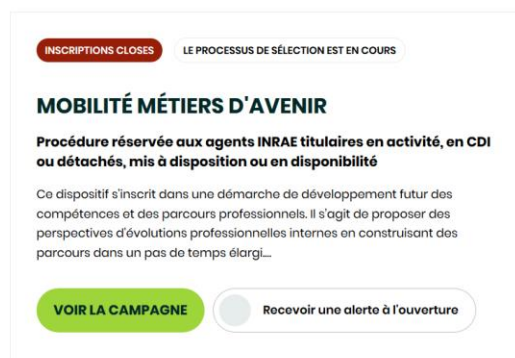 INSCRIPTIONS CLOSES LE PROCESSUS DE SÉLECTION EST EN COURS
MOBILITÉ MÉTIERS D'AVENIR
Procédure réservée aux agents INRAE titulaires en activité, en CDI
ou détachés, mis à disposition ou en disponibilité
Ce dispositif s'inscrit dans une démarche de développement futur des
compétences et des parcours professionnels. Il s'agit de proposer des
perspectives d'évolutions professionnelles internes en construisant des
parcours dans un pas de temps élargi....
VOIR LA CAMPAGNE Recevoir une alerte à l'ouverture